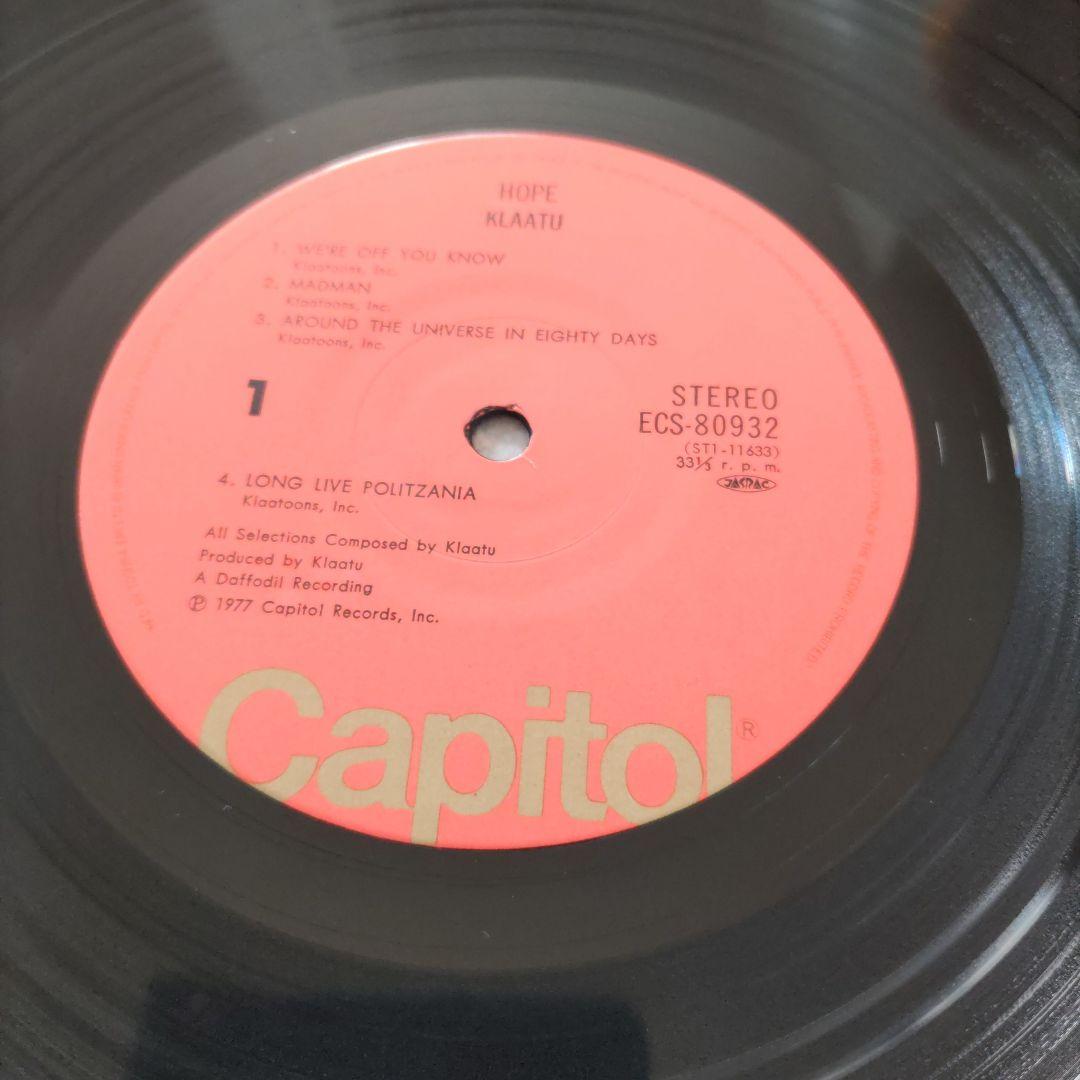 HOPE
KLAATU
1. WE'RE OFF YOU KNOW
Klaatoons, Inc.
2. MADMAN
Klaatoons, Inc.
3. AROUND THE UNIVERSE IN EIGHTY DAYS
Klaatoons, Inc.
1
STEREO
ECS-80932
(ST1-11633)
33⅓ r. p. m.
JASRAC
4. LONG LIVE POLITZANIA
Klaatoons, Inc.
All Selections Composed by Klaatu
Produced by Klaatu
A Daffodil Recording
℗ 1977 Capitol Records, Inc.
Capitol®